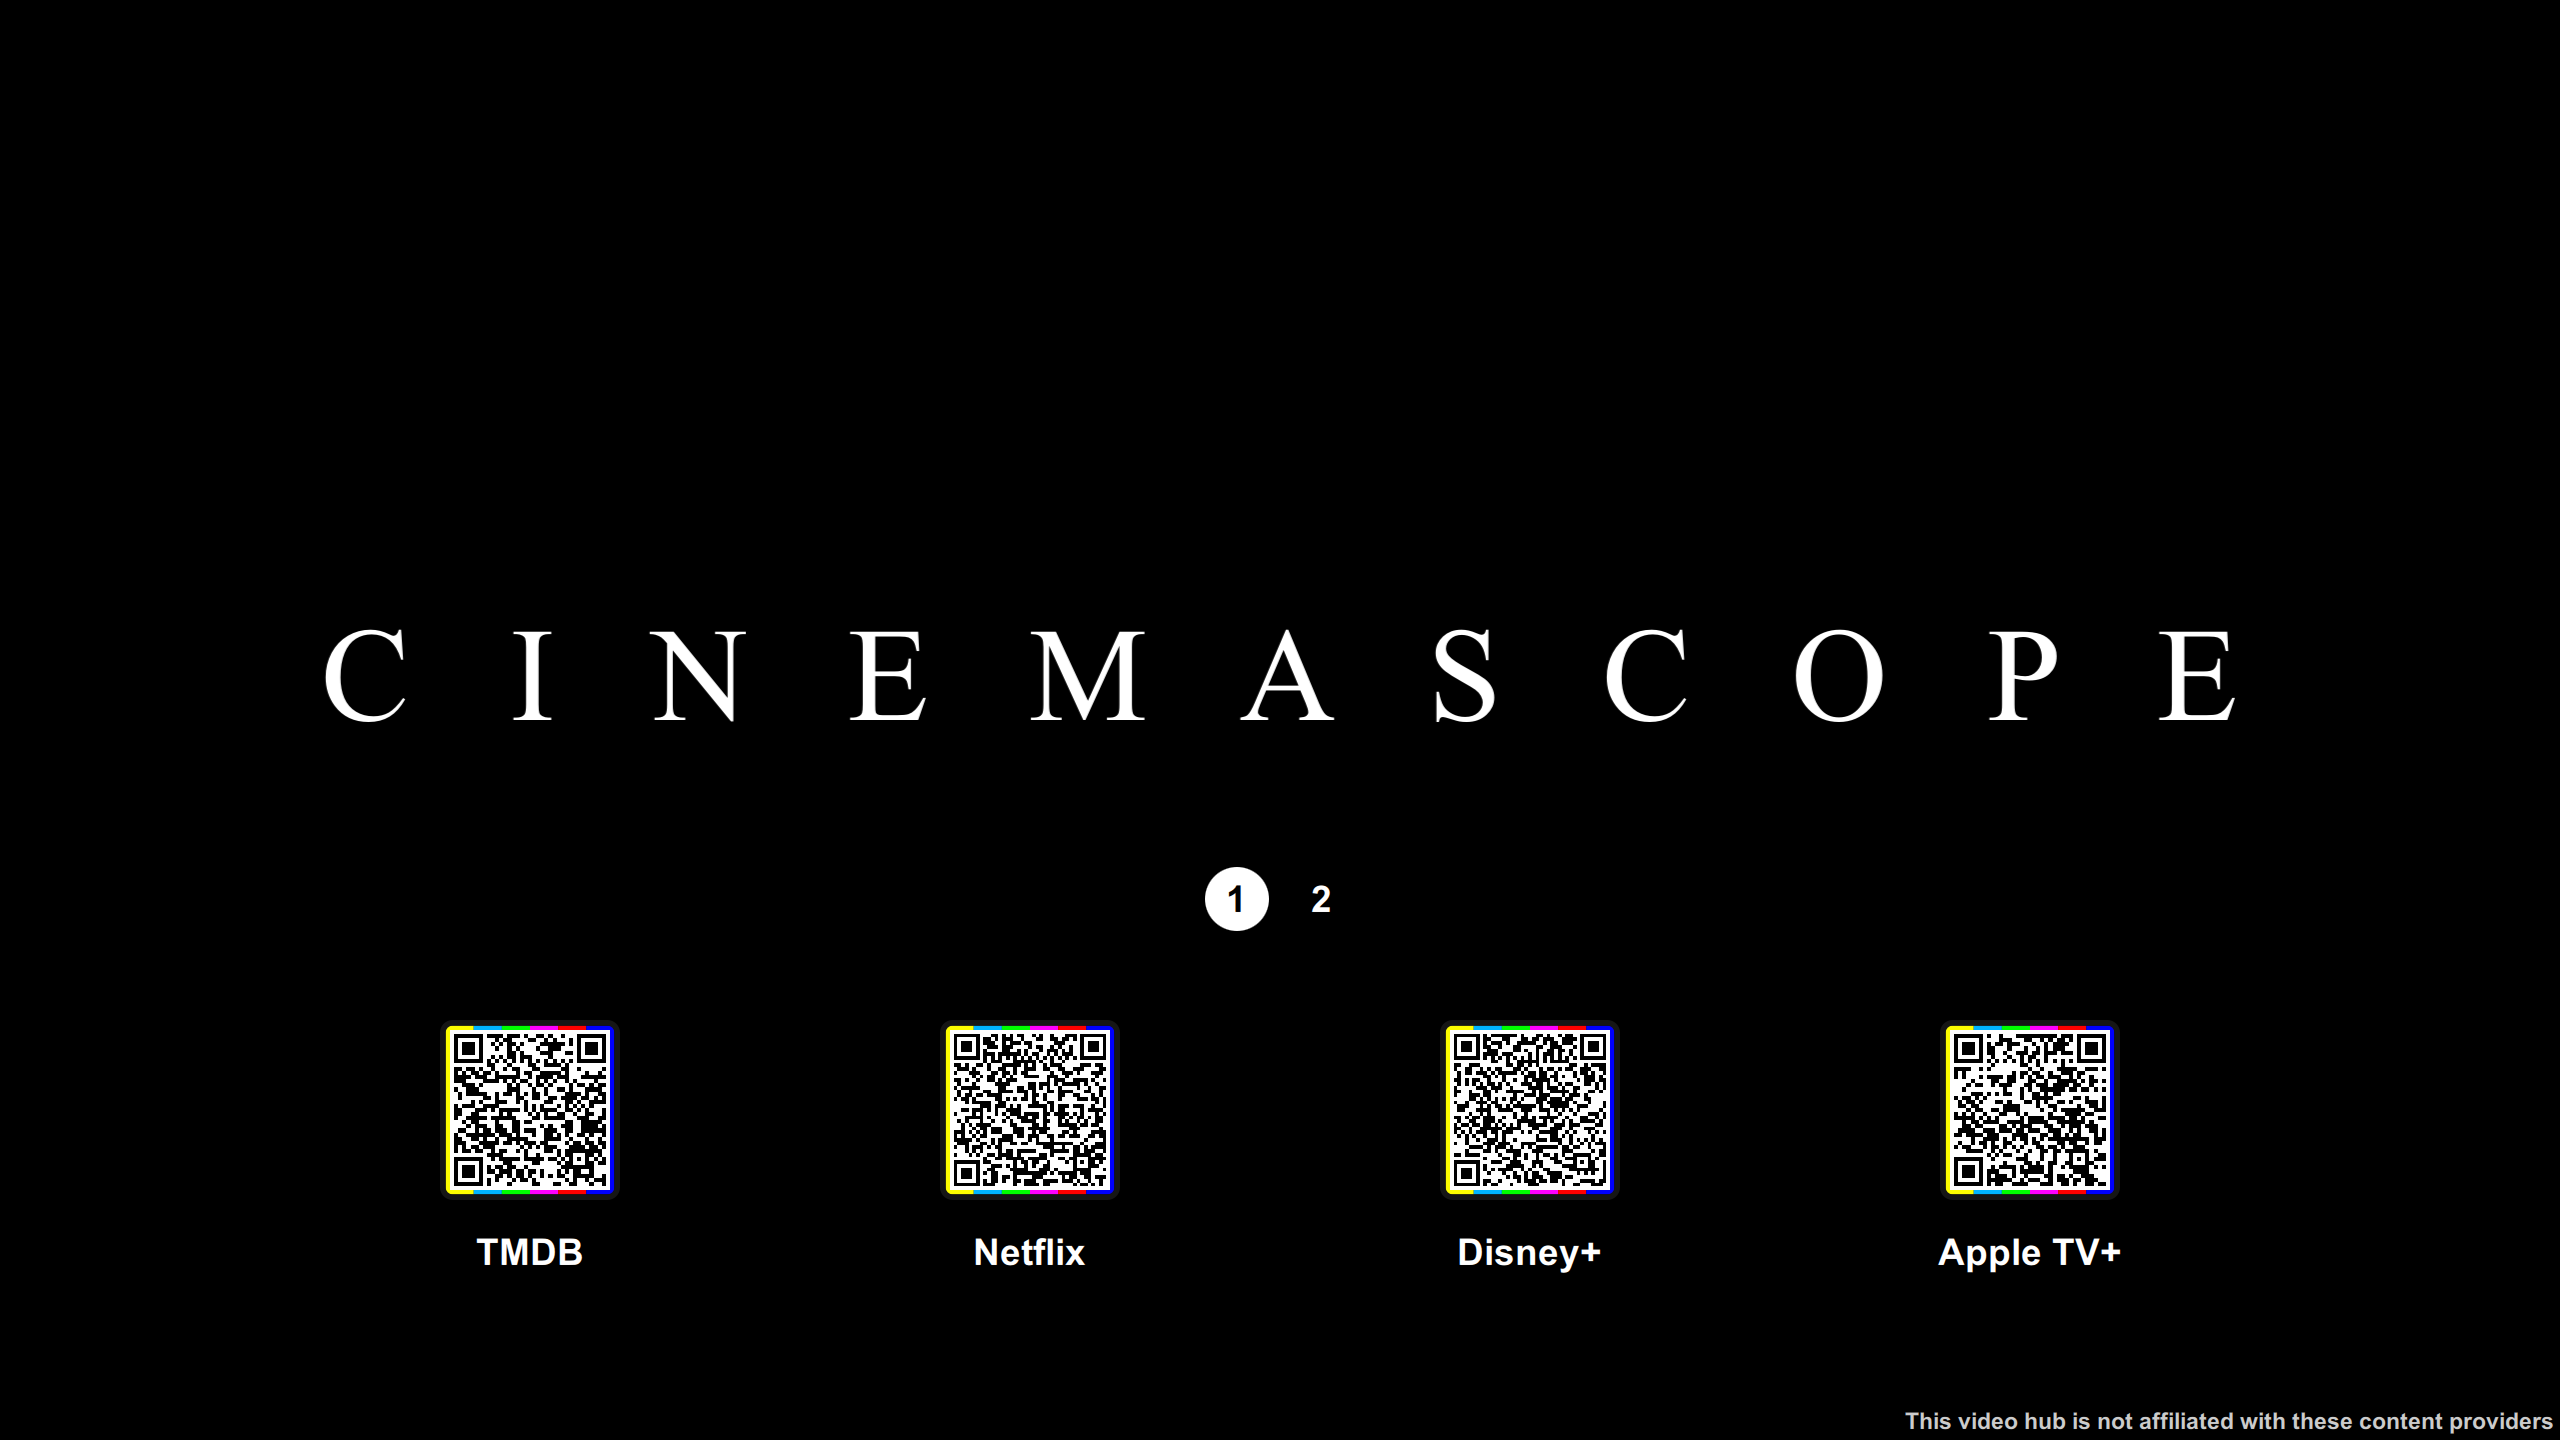 C I N E M A S C O P E
1 2
TMDB Netflix Disney+ Apple TV+
This video hub is not affiliated with these content providers